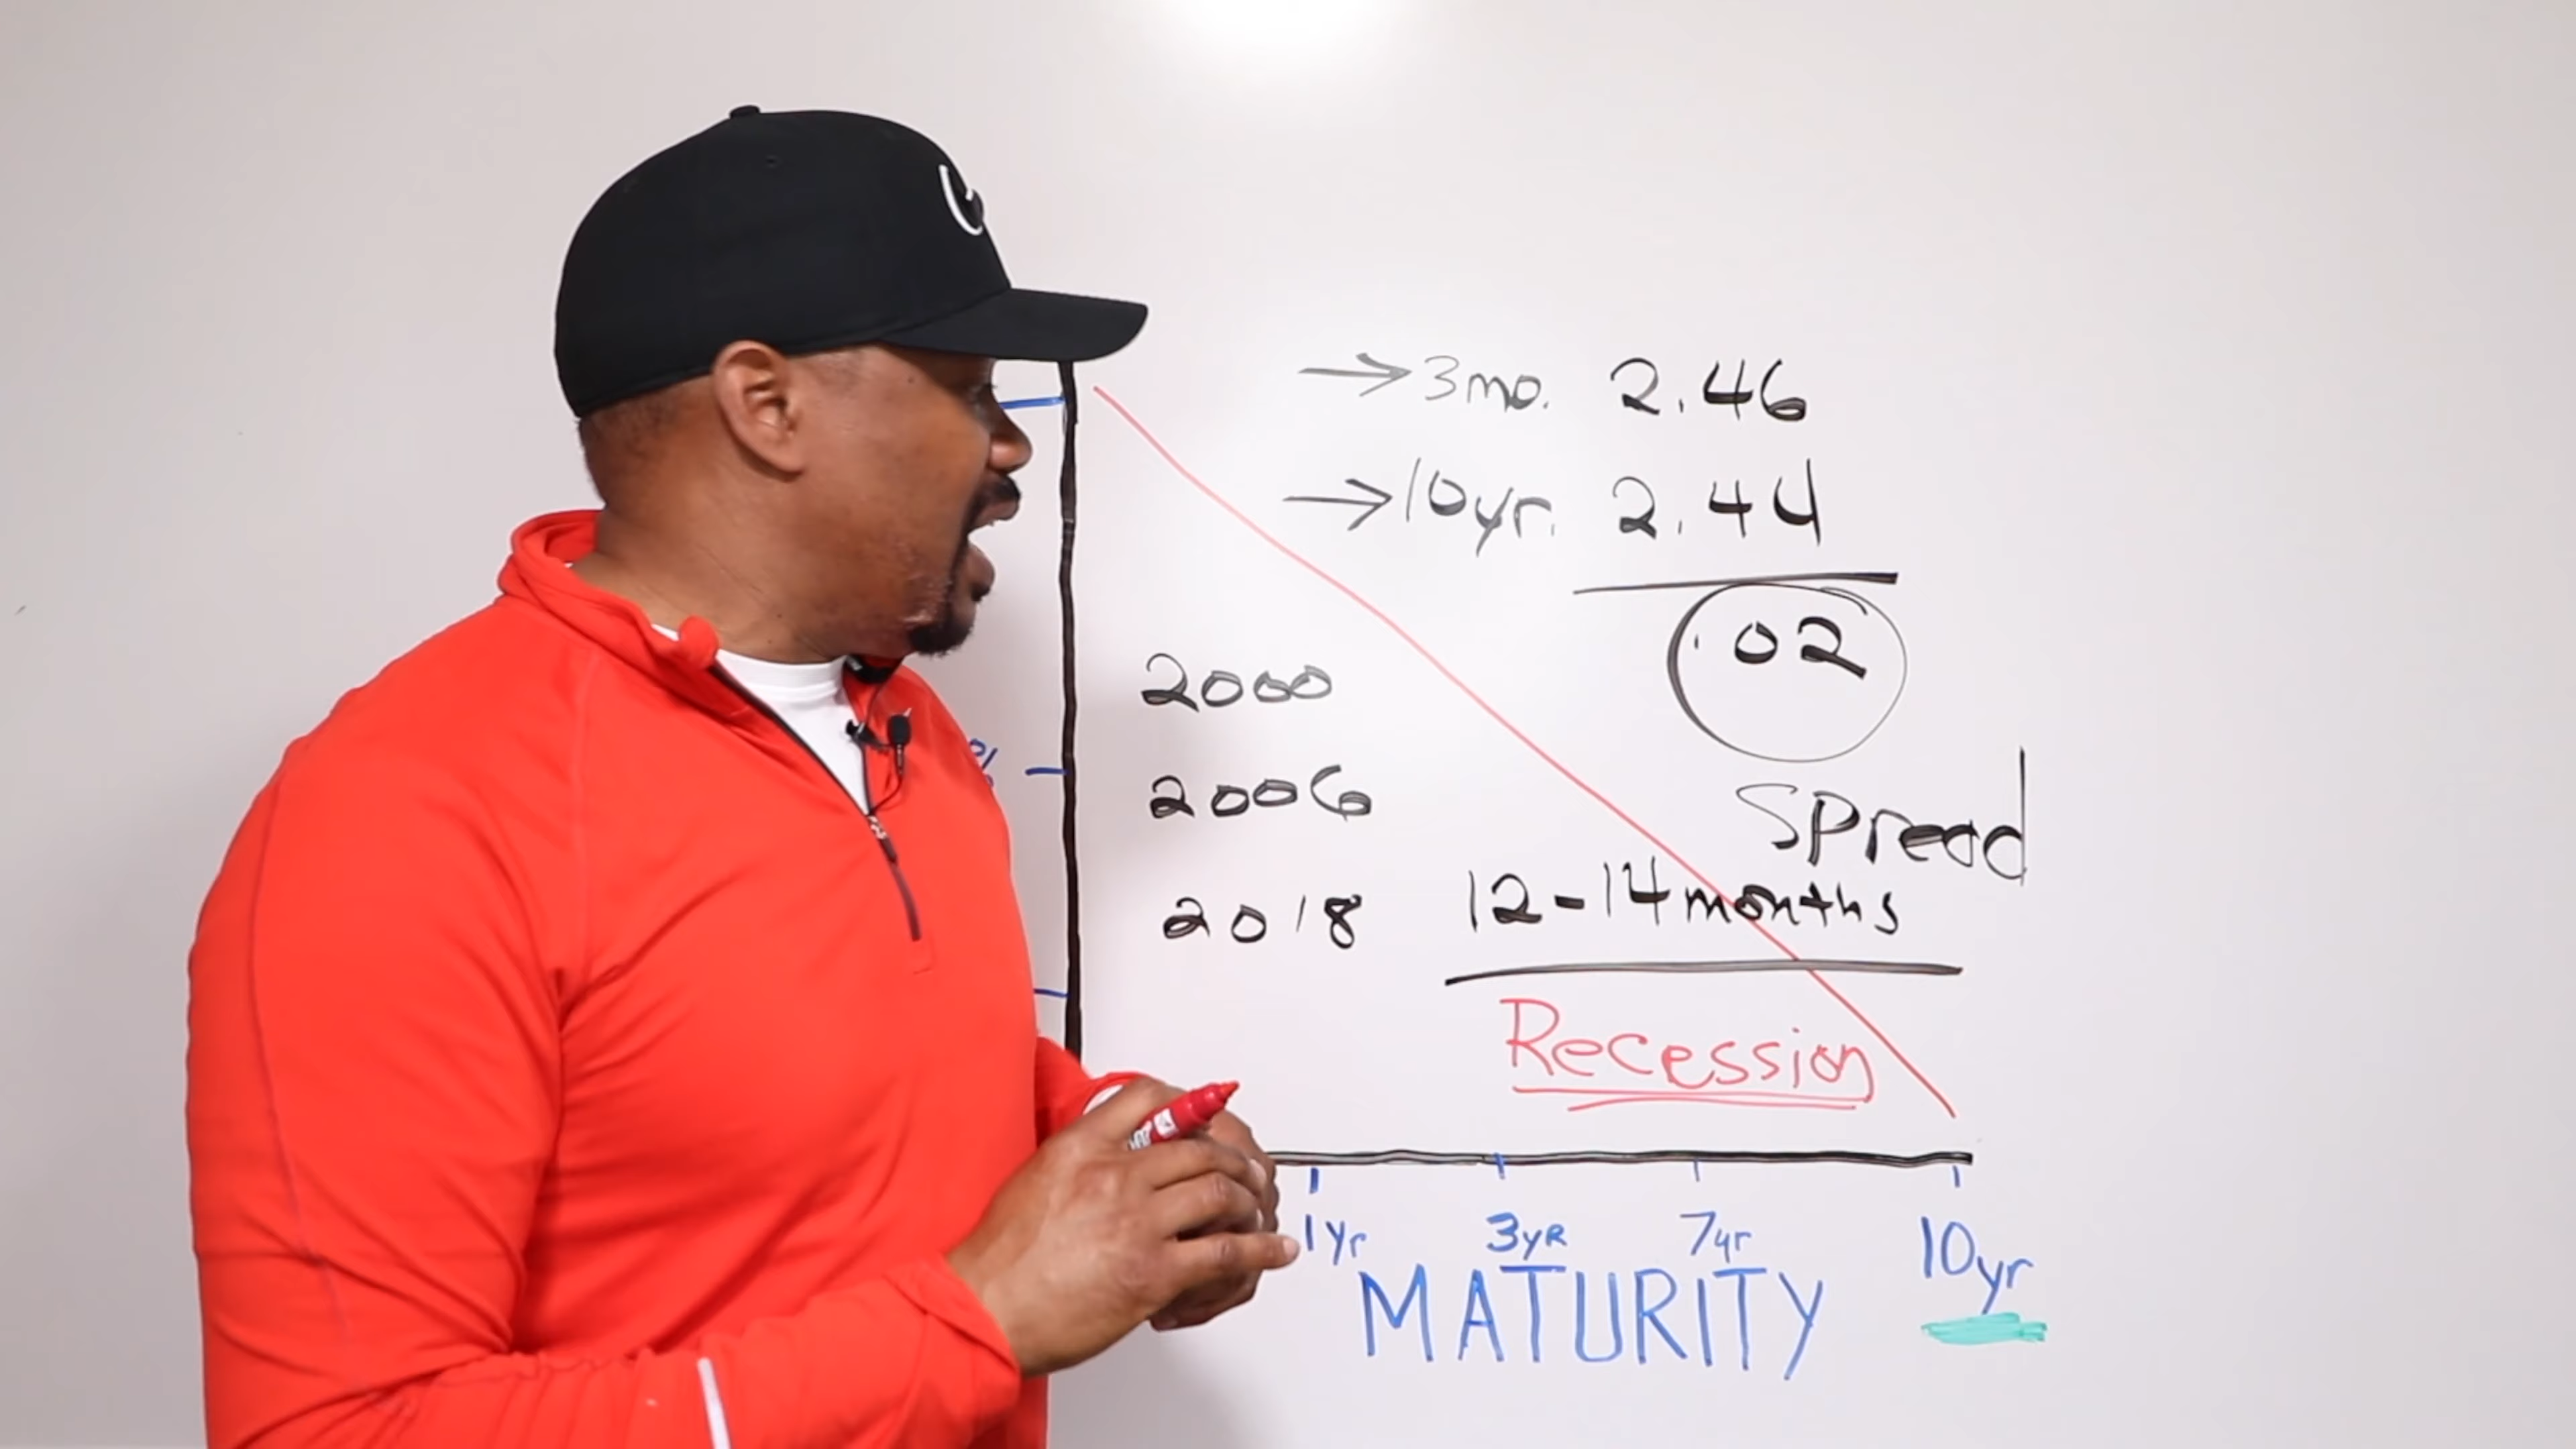 →3mo. 2.46
→10yr. 2.44
.02
Spread
2000
2006
2018
12-14 months
Recession
%
1yr 3yR 7yr 10yr
MATURITY